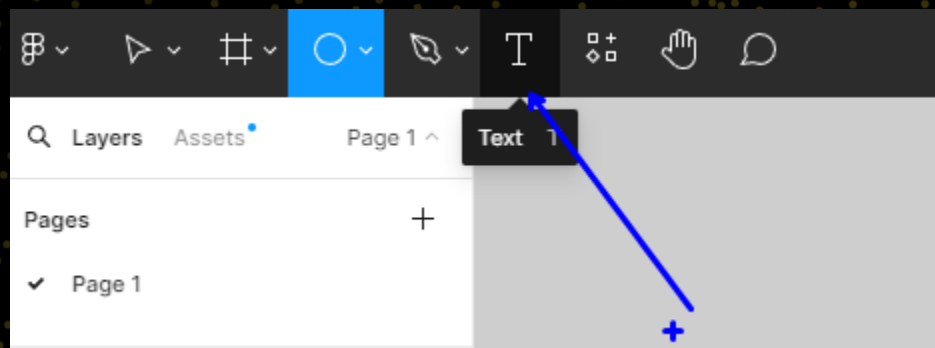 T
Layers Assets Page 1
Text T
Pages
Page 1